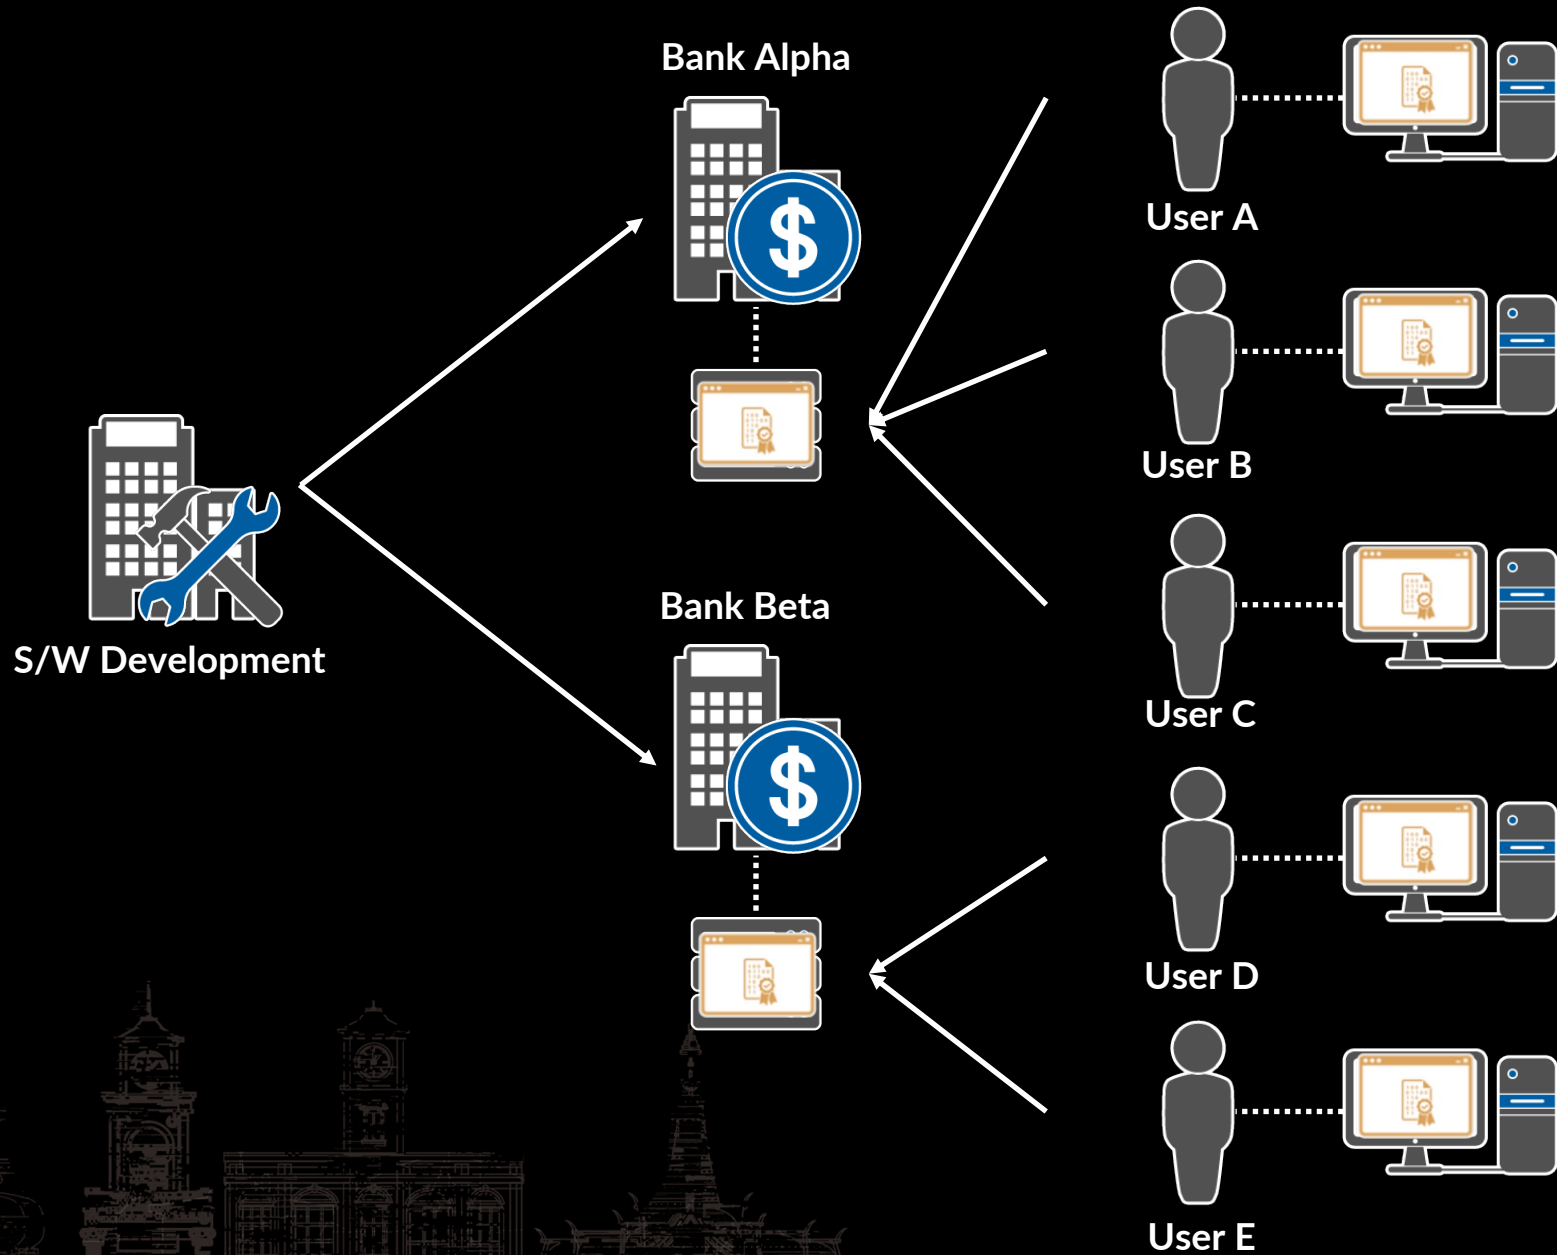 Bank Alpha
User A
User B
S/W Development
Bank Beta
User C
User D
User E